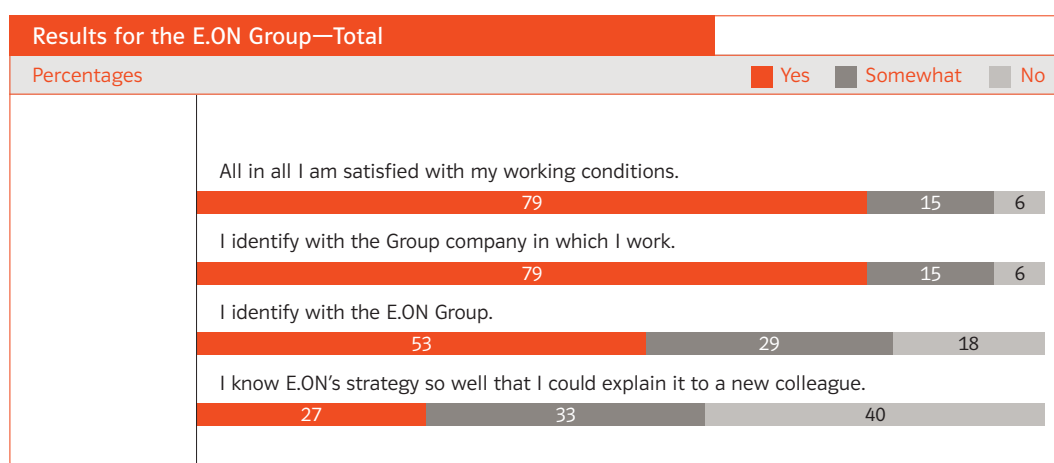 Results for the E.ON Group—Total
Percentages Yes Somewhat No
All in all I am satisfied with my working conditions.
79 15 6
I identify with the Group company in which I work.
79 15 6
I identify with the E.ON Group.
53 29 18
I know E.ON's strategy so well that I could explain it to a new colleague.
27 33 40